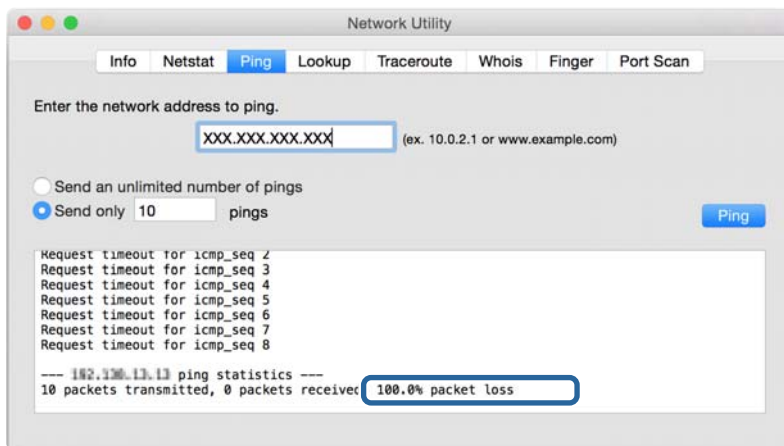 Network Utility
Info Netstat Ping Lookup Traceroute Whois Finger Port Scan
Enter the network address to ping.
XXX.XXX.XXX.XXX (ex. 10.0.2.1 or www.example.com)
Send an unlimited number of pings
Send only 10 pings
Ping
Request timeout for icmp_seq 2
Request timeout for icmp_seq 3
Request timeout for icmp_seq 4
Request timeout for icmp_seq 5
Request timeout for icmp_seq 6
Request timeout for icmp_seq 7
Request timeout for icmp_seq 8
--- ping statistics ---
10 packets transmitted, 0 packets received 100.0% packet loss